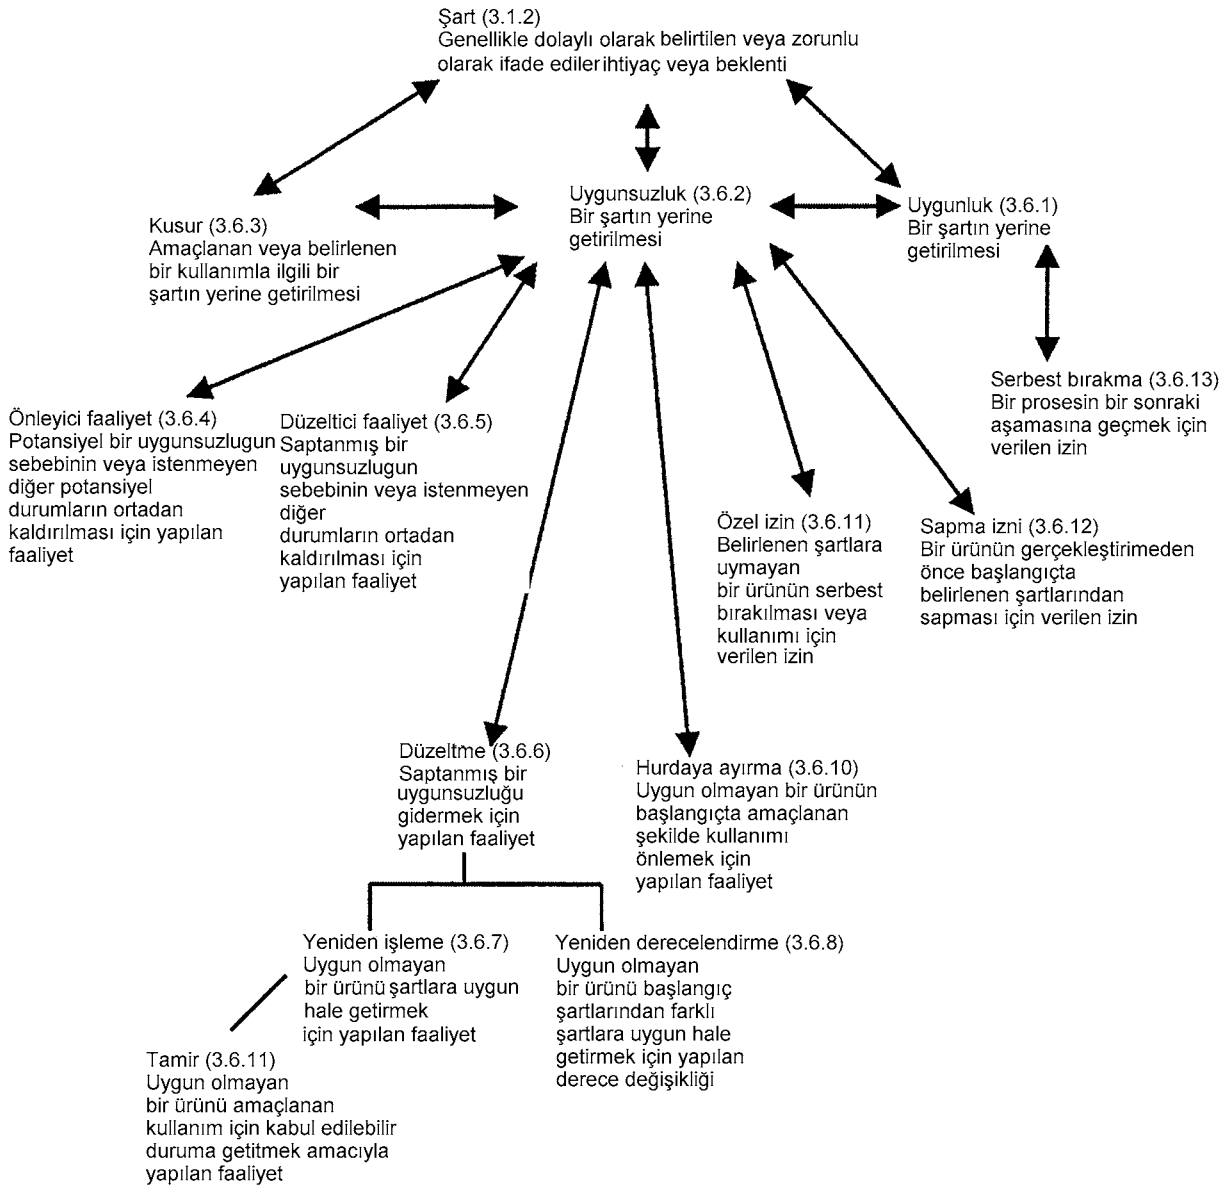 Şart (3.1.2)
Genellikle dolaylı olarak belirtilen veya zorunlu
olarak ifade edilerihtiyaç veya beklenti
Kusur (3.6.3)
Amaçlanan veya belirlenen
bir kullanımla ilgili bir
şartın yerine getirilmesi
Uygunsuzluk (3.6.2)
Bir şartın yerine
getirilmesi
Uygunluk (3.6.1)
Bir şartın yerine
getirilmesi
Serbest bırakma (3.6.13)
Bir prosesin bir sonraki
aşamasına geçmek için
verilen izin
Önleyici faaliyet (3.6.4)
Potansiyel bir uygunsuzlugun
sebebinin veya istenmeyen
diğer potansiyel
durumların ortadan
kaldırılması için yapılan
faaliyet
Düzeltici faaliyet (3.6.5)
Saptanmış bir
uygunsuzlugun
sebebinin veya istenmeyen
diğer
durumların ortadan
kaldırılması için
yapılan faaliyet
Özel izin (3.6.11)
Belirlenen şartlara
uymayan
bir ürünün serbest
bırakılması veya
kullanımı için
verilen izin
Sapma izni (3.6.12)
Bir ürünün gerçekleştirimeden
önce başlangıçta
belirlenen şartlarından
sapması için verilen izin
Düzeltme (3.6.6)
Saptanmış bir
uygunsuzluğu
gidermek için
yapılan faaliyet
Hurdaya ayırma (3.6.10)
Uygun olmayan bir ürünün
başlangıçta amaçlanan
şekilde kullanımı
önlemek için
yapılan faaliyet
Yeniden işleme (3.6.7)
Uygun olmayan
bir ürünü şartlara uygun
hale getirmek
için yapılan faaliyet
Yeniden derecelendirme (3.6.8)
Uygun olmayan
bir ürünü başlangıç
şartlarından farklı
şartlara uygun hale
getirmek için yapılan
derece değişikliği
Tamir (3.6.11)
Uygun olmayan
bir ürünü amaçlanan
kullanım için kabul edilebilir
duruma getitmek amacıyla
yapılan faaliyet